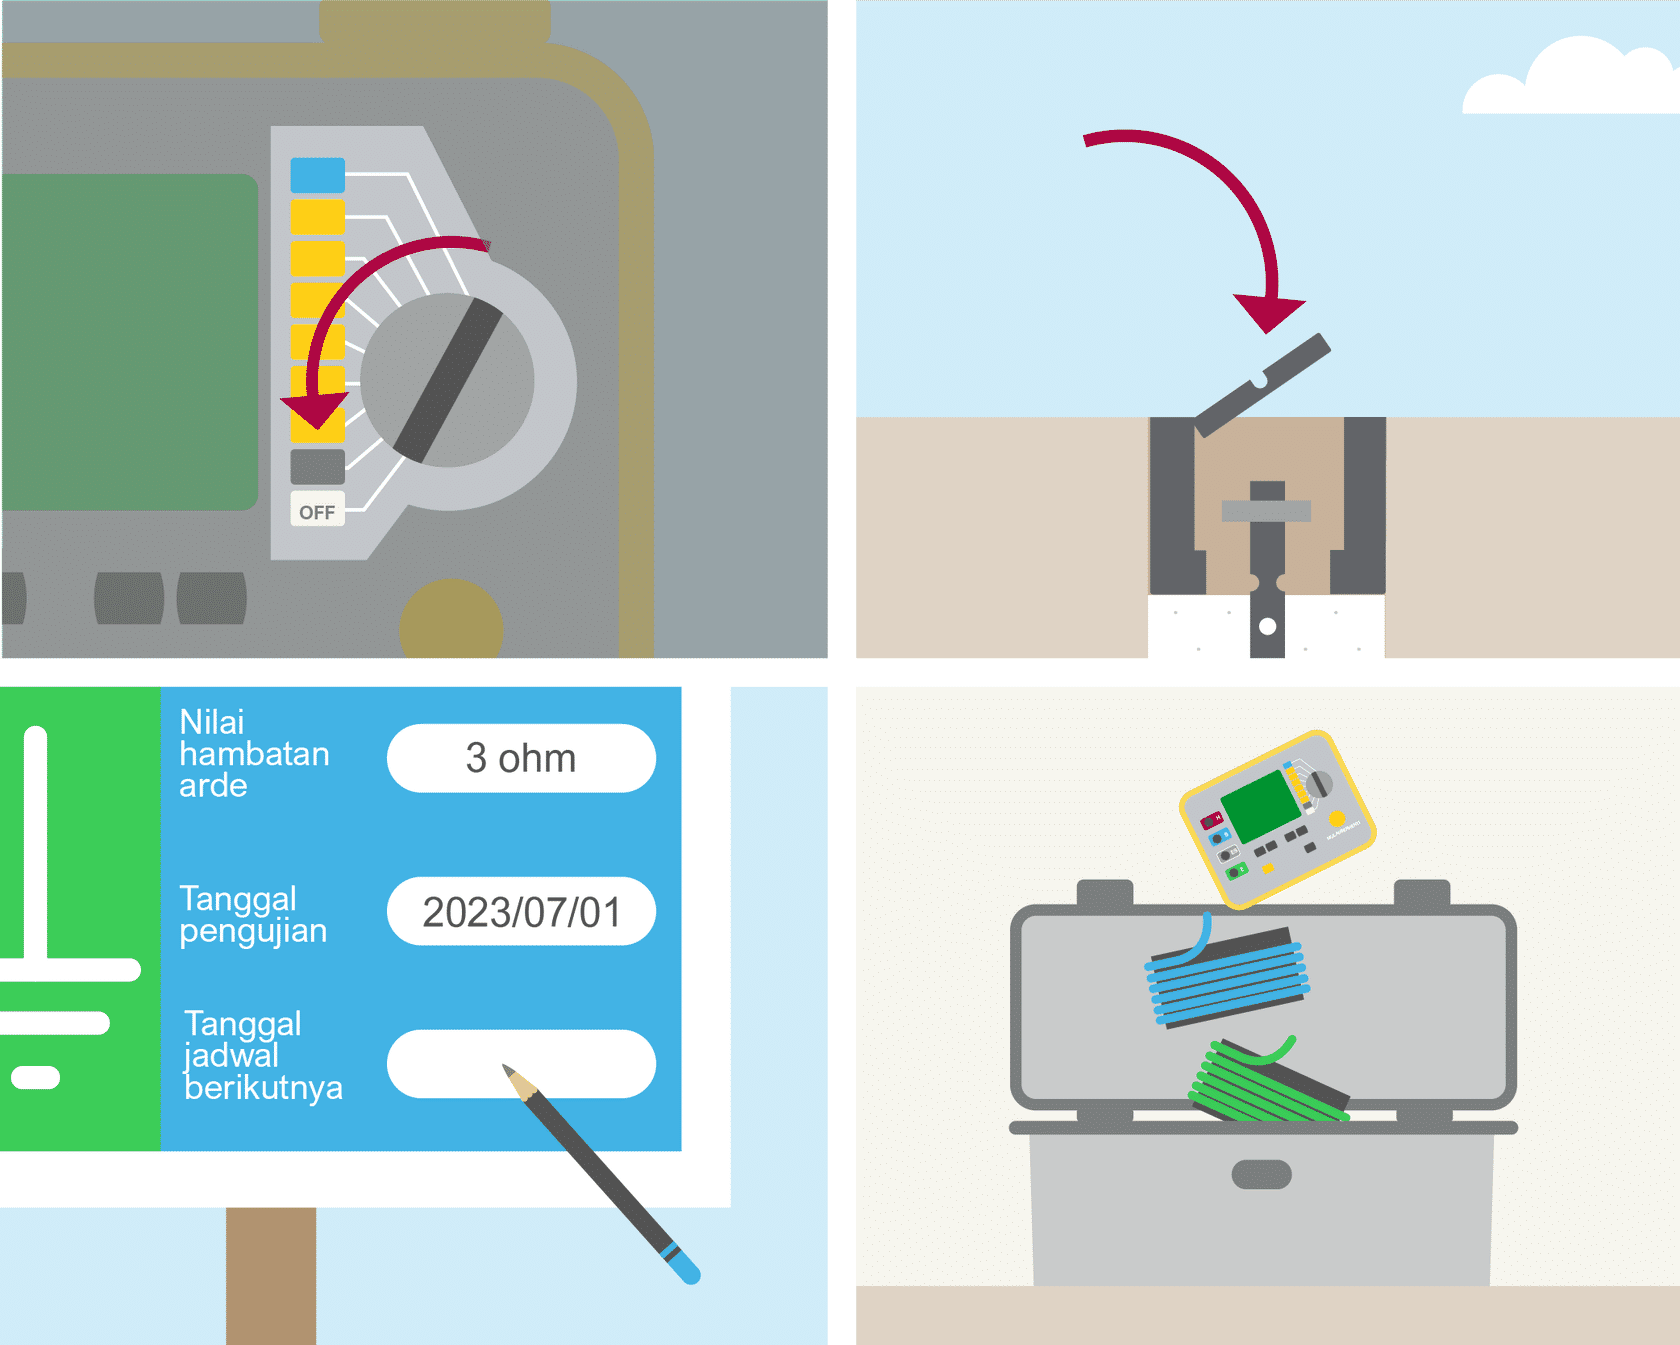 OFF
Nilai
hambatan
arde
3 ohm
Tanggal
pengujian
2023/07/01
Tanggal
jadwal
berikutnya